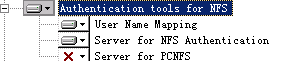 Authentication tools for NFS
User Name Mapping
Server for NFS Authentication
Server for PCNFS